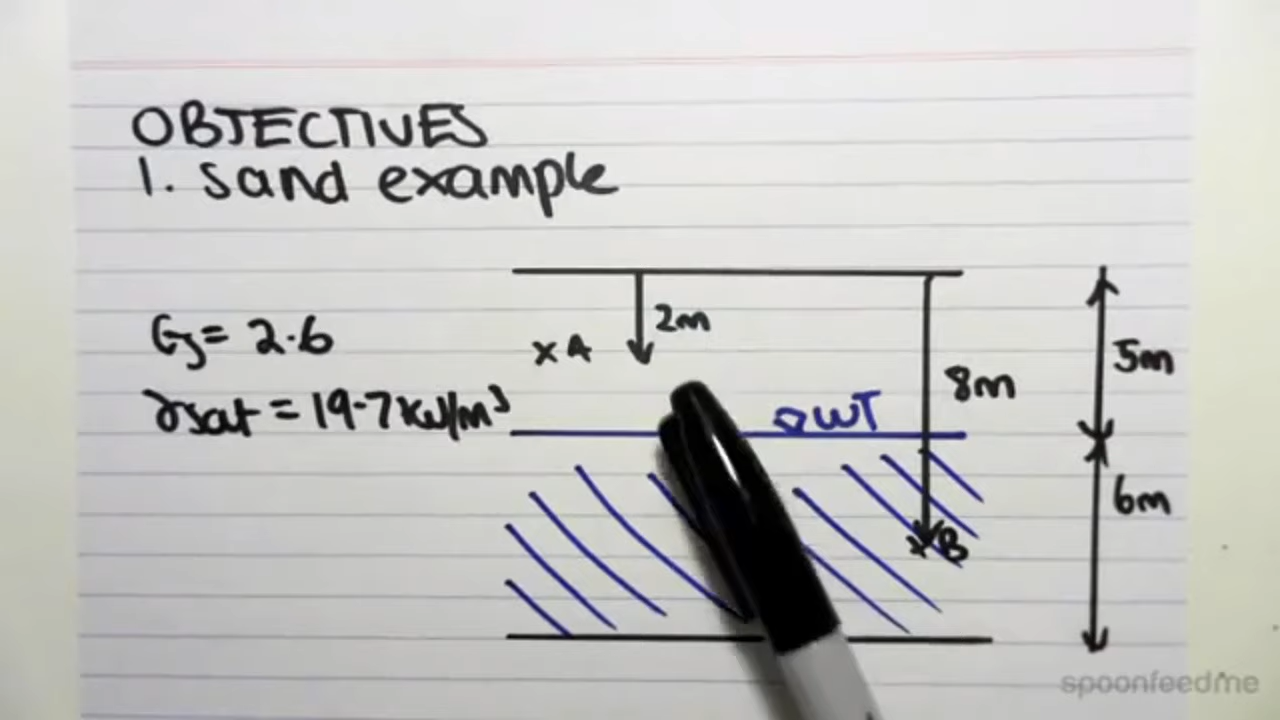 OBJECTIVES
1. Sand example
Gs = 2.6
γsat = 19.7 kN/m³
x A
2m
8m
5m
WT
6m
x B
spoonfeedme